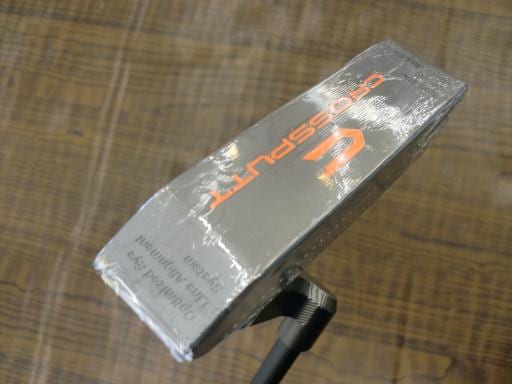 CROSSPUTT
Optimized Eye
Line Alignment
System